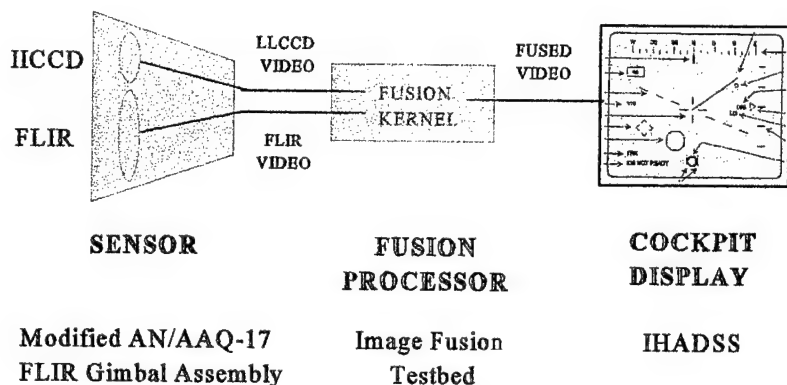 IICCD
FLIR
LLCCD
VIDEO
FLIR
VIDEO
FUSION
KERNEL
FUSED
VIDEO
SENSOR
FUSION
PROCESSOR
COCKPIT
DISPLAY
Modified AN/AAQ-17
FLIR Gimbal Assembly
Image Fusion
Testbed
IHADSS